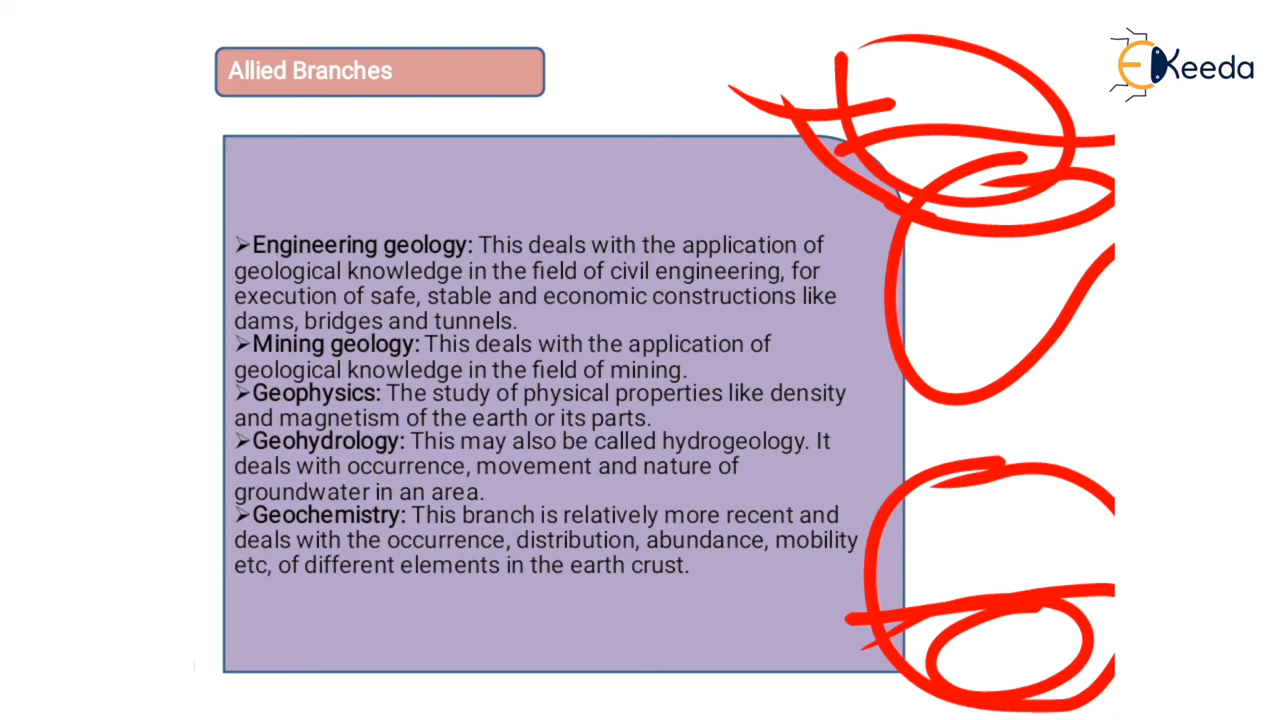 Allied Branches
EKeeda
➢Engineering geology: This deals with the application of
geological knowledge in the field of civil engineering, for
execution of safe, stable and economic constructions like
dams, bridges and tunnels.
➢Mining geology: This deals with the application of
geological knowledge in the field of mining.
➢Geophysics: The study of physical properties like density
and magnetism of the earth or its parts.
➢Geohydrology: This may also be called hydrogeology. It
deals with occurrence, movement and nature of
groundwater in an area.
➢Geochemistry: This branch is relatively more recent and
deals with the occurrence, distribution, abundance, mobility
etc, of different elements in the earth crust.